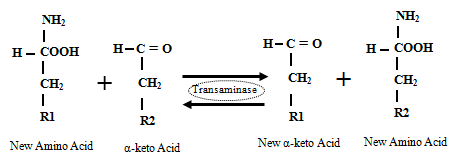 NH₂
H – COOH
CH₂
R1
New Amino Acid
+
H – C = O
CH₂
R2
α-keto Acid
Transaminase
H – C = O
CH₂
R1
New α-keto Acid
+
NH₂
H – COOH
CH₂
R2
New Amino Acid